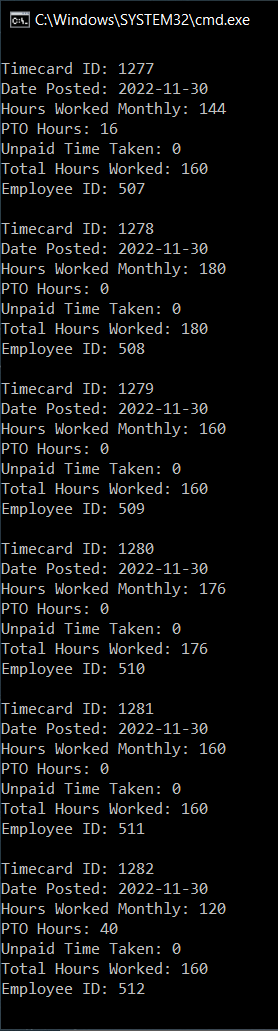 C:\Windows\SYSTEM32\cmd.exe
Timecard ID: 1277
Date Posted: 2022-11-30
Hours Worked Monthly: 144
PTO Hours: 16
Unpaid Time Taken: 0
Total Hours Worked: 160
Employee ID: 507
Timecard ID: 1278
Date Posted: 2022-11-30
Hours Worked Monthly: 180
PTO Hours: 0
Unpaid Time Taken: 0
Total Hours Worked: 180
Employee ID: 508
Timecard ID: 1279
Date Posted: 2022-11-30
Hours Worked Monthly: 160
PTO Hours: 0
Unpaid Time Taken: 0
Total Hours Worked: 160
Employee ID: 509
Timecard ID: 1280
Date Posted: 2022-11-30
Hours Worked Monthly: 176
PTO Hours: 0
Unpaid Time Taken: 0
Total Hours Worked: 176
Employee ID: 510
Timecard ID: 1281
Date Posted: 2022-11-30
Hours Worked Monthly: 160
PTO Hours: 0
Unpaid Time Taken: 0
Total Hours Worked: 160
Employee ID: 511
Timecard ID: 1282
Date Posted: 2022-11-30
Hours Worked Monthly: 120
PTO Hours: 40
Unpaid Time Taken: 0
Total Hours Worked: 160
Employee ID: 512